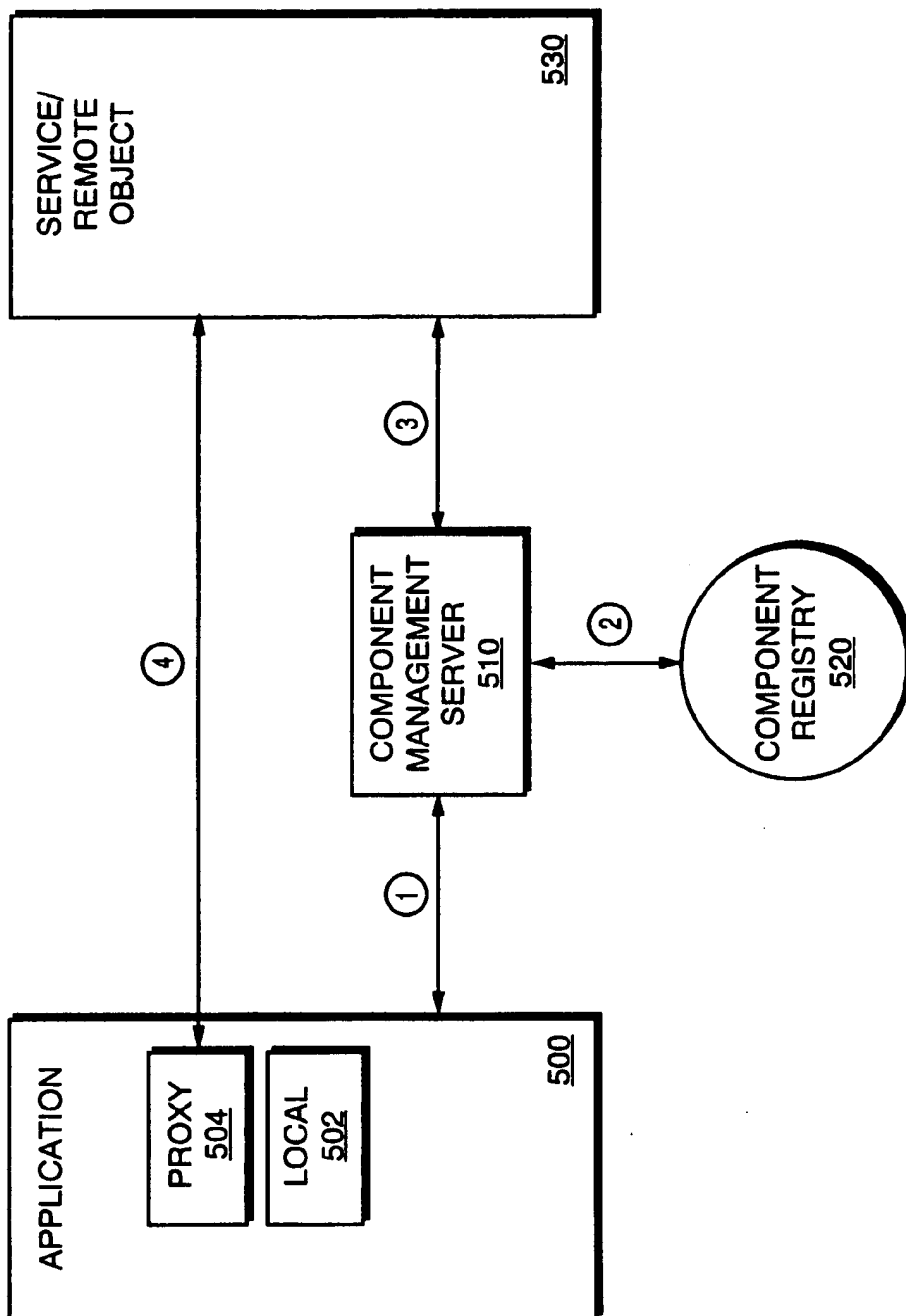 APPLICATION
PROXY
504
LOCAL
502
500
1
COMPONENT
MANAGEMENT
SERVER
510
2
COMPONENT
REGISTRY
520
3
4
SERVICE/
REMOTE
OBJECT
530